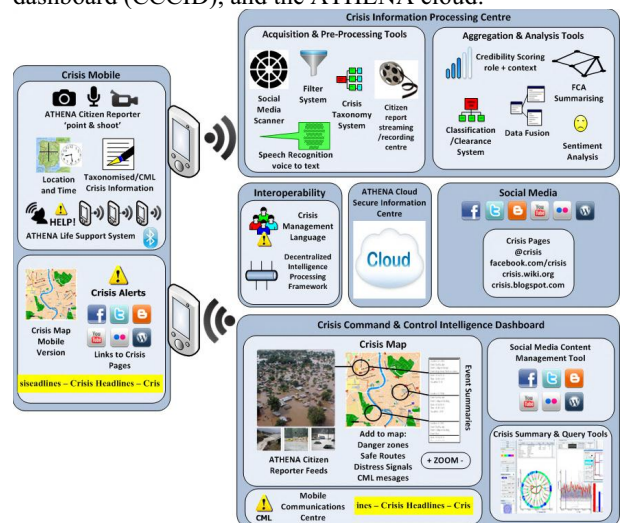 dashboard (CCCID), and the ATHENA cloud.
Crisis Mobile
ATHENA Citizen Reporter
'point & shoot'
Location
and Time
Taxonomised/CML
Crisis Information
HELP!
ATHENA Life Support System
Crisis Map
Mobile
Version
Crisis Alerts
You
Tube
Links to Crisis
Pages
siseadlines – Crisis Headlines – Cris
Crisis Information Processing Centre
Acquisition & Pre-Processing Tools
Social
Media
Scanner
Filter
System
Crisis
Taxonomy
System
Citizen
report
streaming
/recording
centre
Speech Recognition
voice to text
Aggregation & Analysis Tools
Credibility Scoring
role + context
FCA
Summarising
Classification
/Clearance
System
Data Fusion
Sentiment
Analysis
Interoperability
Crisis
Management
Language
Decentralized
Intelligence
Processing
Framework
ATHENA Cloud
Secure Information
Centre
Cloud
Social Media
You
Tube
Crisis Pages
@crisis
facebook.com/crisis
crisis.wiki.org
crisis.blogspot.com
Crisis Command & Control Intelligence Dashboard
Crisis Map
ATHENA Citizen
Reporter Feeds
Add to map:
Danger zones
Safe Routes
Distress Signals
CML mesages
Event Summaries
+ ZOOM -
CML
Mobile
Communications
Centre
ines – Crisis Headlines – Cris
Social Media Content
Management Tool
You
Tube
Crisis Summary & Query Tools